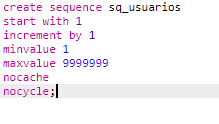 create sequence sq_usuarios
start with 1
increment by 1
minvalue 1
maxvalue 9999999
nocache
nocycle;